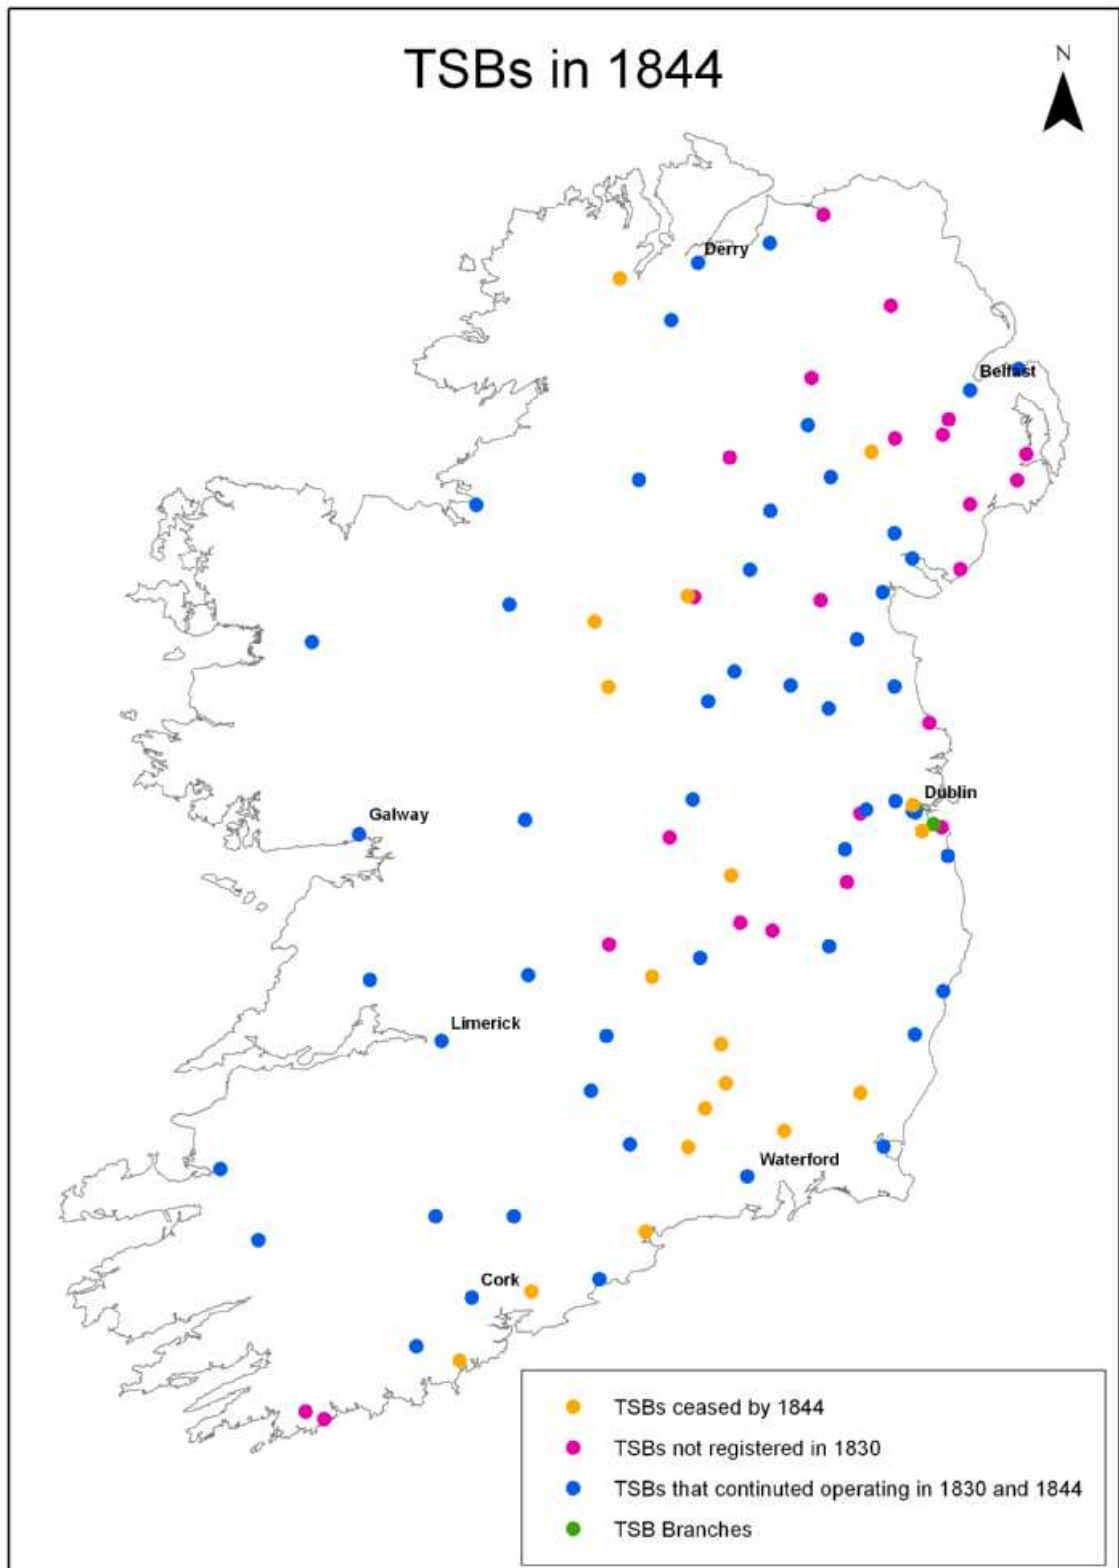 TSBs in 1844
N
Derry
Belfast
Galway
Dublin
Limerick
Waterford
Cork
TSBs ceased by 1844
TSBs not registered in 1830
TSBs that continuted operating in 1830 and 1844
TSB Branches